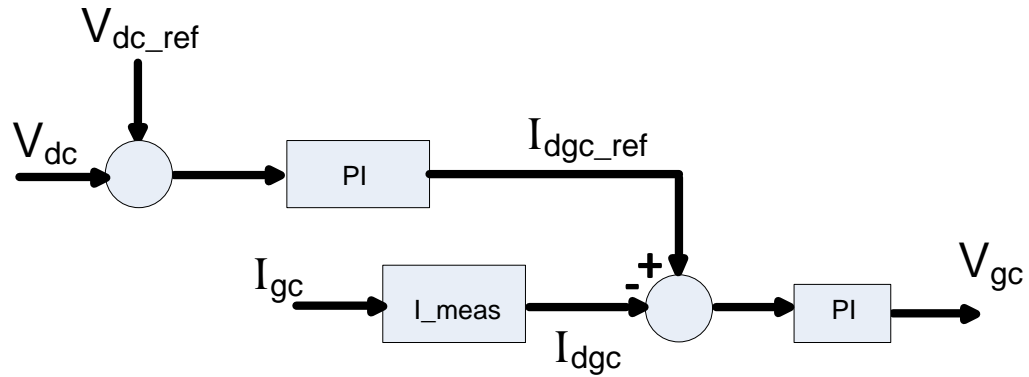 V_dc_ref
V_dc
PI
I_dgc_ref
I_gc
I_meas
I_dgc
+
-
PI
V_gc